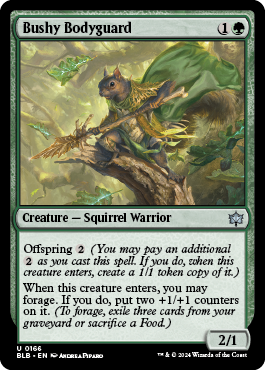 Bushy Bodyguard 1
Creature — Squirrel Warrior
Offspring 2 (You may pay an additional
2 as you cast this spell. If you do, when this
creature enters, create a 1/1 token copy of it.)
When this creature enters, you may
forage. If you do, put two +1/+1 counters
on it. (To forage, exile three cards from your
graveyard or sacrifice a Food.)
2/1
U 0166
BLB • EN Andrea Piparo
™ & © 2024 Wizards of the Coast